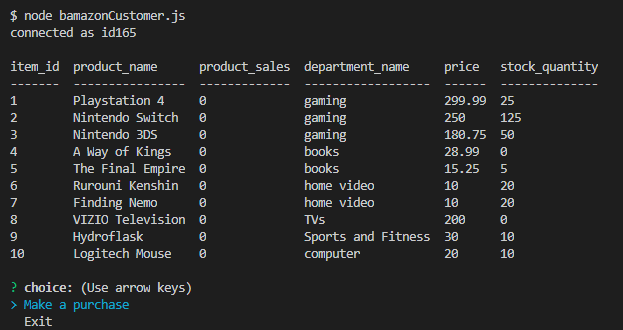 $ node bamazonCustomer.js
connected as id165
item_id  product_name      product_sales  department_name     price   stock_quantity
-------  ----------------  -------------  ------------------  ------  --------------
1        Playstation 4     0              gaming              299.99  25
2        Nintendo Switch   0              gaming              250     125
3        Nintendo 3DS      0              gaming              180.75  50
4        A Way of Kings    0              books               28.99   0
5        The Final Empire  0              books               15.25   5
6        Rurouni Kenshin   0              home video          10      20
7        Finding Nemo      0              home video          10      20
8        VIZIO Television  0              TVs                 200     0
9        Hydroflask        0              Sports and Fitness  30      10
10       Logitech Mouse    0              computer            20      10
? choice: (Use arrow keys)
> Make a purchase
  Exit